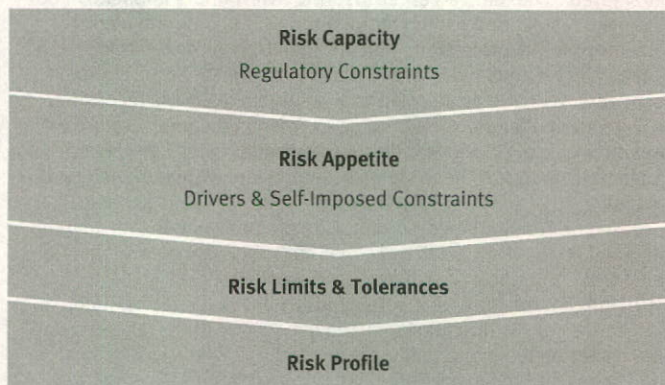 Risk Capacity
Regulatory Constraints
Risk Appetite
Drivers & Self-Imposed Constraints
Risk Limits & Tolerances
Risk Profile